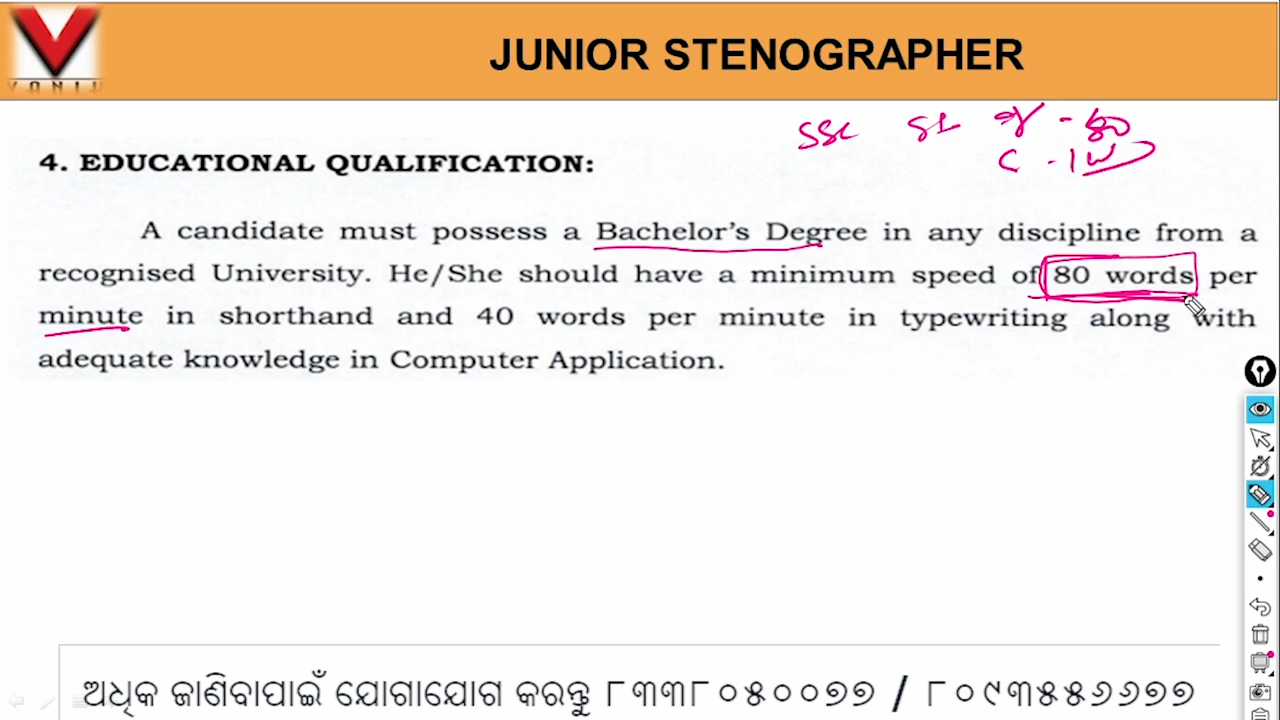 VANIJ
JUNIOR STENOGRAPHER
SSC
4. EDUCATIONAL QUALIFICATION:
A candidate must possess a Bachelor's Degree in any discipline from a
recognised University. He/She should have a minimum speed of 80 words per
minute in shorthand and 40 words per minute in typewriting along with
adequate knowledge in Computer Application.
ଅଧିକ ଜାଣିବାପାଇଁ ଯୋଗାଯୋଗ କରନ୍ତୁ ୮୩୩୮୦୫୦୦୭୭ / ୮୦୯୩୫୫୬୬୭୭